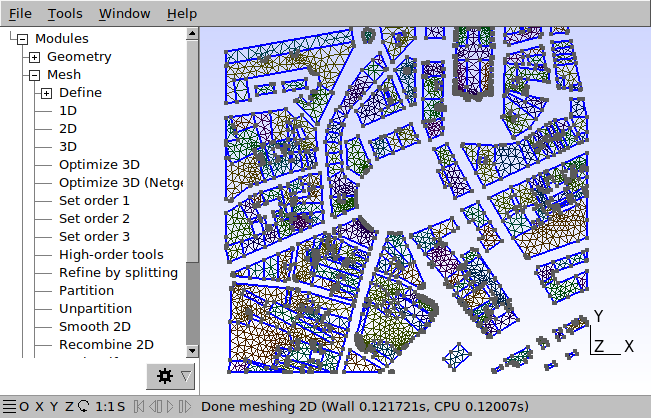 File Tools Window Help
Modules
Geometry
Mesh
Define
1D
2D
3D
Optimize 3D
Optimize 3D (Netge
Set order 1
Set order 2
Set order 3
High-order tools
Refine by splitting
Partition
Unpartition
Smooth 2D
Recombine 2D
Y
Z X
O X Y Z 1:1 S Done meshing 2D (Wall 0.121721s, CPU 0.12007s)